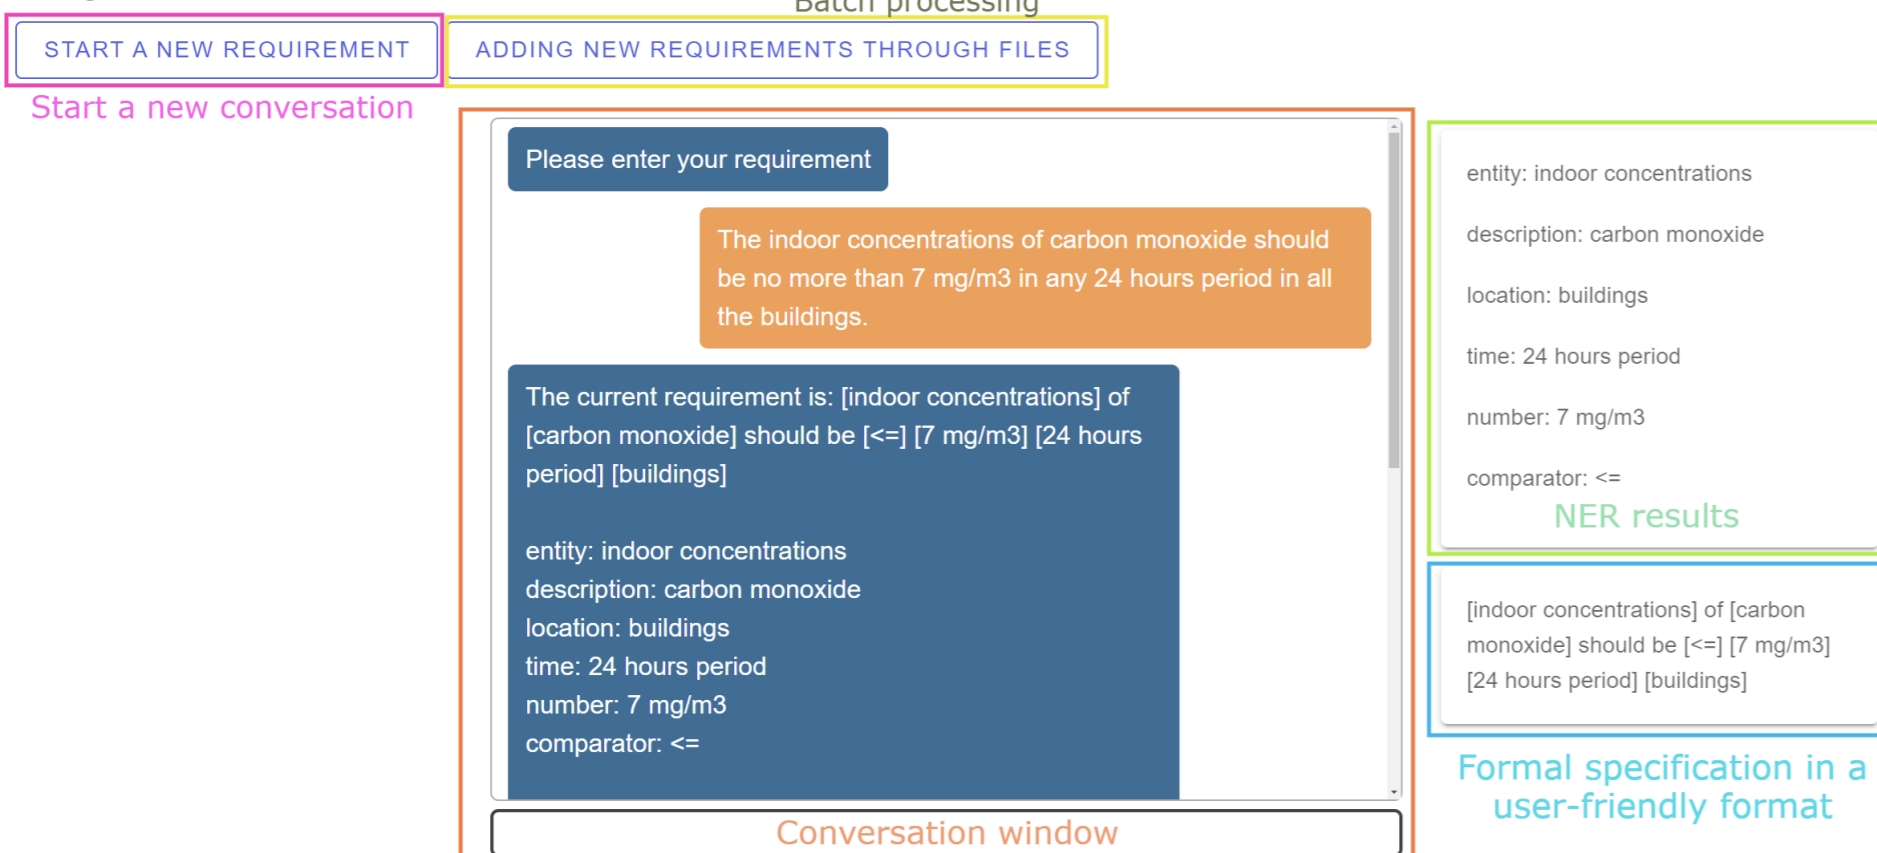 Batch processing
START A NEW REQUIREMENT
ADDING NEW REQUIREMENTS THROUGH FILES
Start a new conversation
Please enter your requirement
The indoor concentrations of carbon monoxide should
be no more than 7 mg/m3 in any 24 hours period in all
the buildings.
The current requirement is: [indoor concentrations] of
[carbon monoxide] should be [<=] [7 mg/m3] [24 hours
period] [buildings]
entity: indoor concentrations
description: carbon monoxide
location: buildings
time: 24 hours period
number: 7 mg/m3
comparator: <=
Conversation window
entity: indoor concentrations
description: carbon monoxide
location: buildings
time: 24 hours period
number: 7 mg/m3
comparator: <=
NER results
[indoor concentrations] of [carbon
monoxide] should be [<=] [7 mg/m3]
[24 hours period] [buildings]
Formal specification in a
user-friendly format